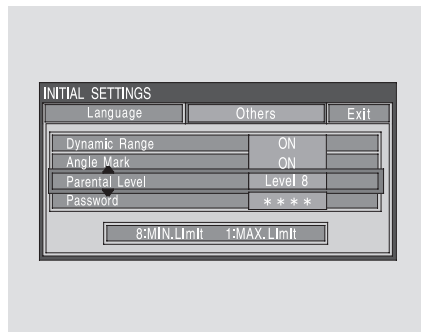 INITIAL SETTINGS
Language Others Exit
Dynamic Range ON
Angle Mark ON
Parental Level Level 8
Password ****
8:MIN.LImIt 1:MAX.LImIt